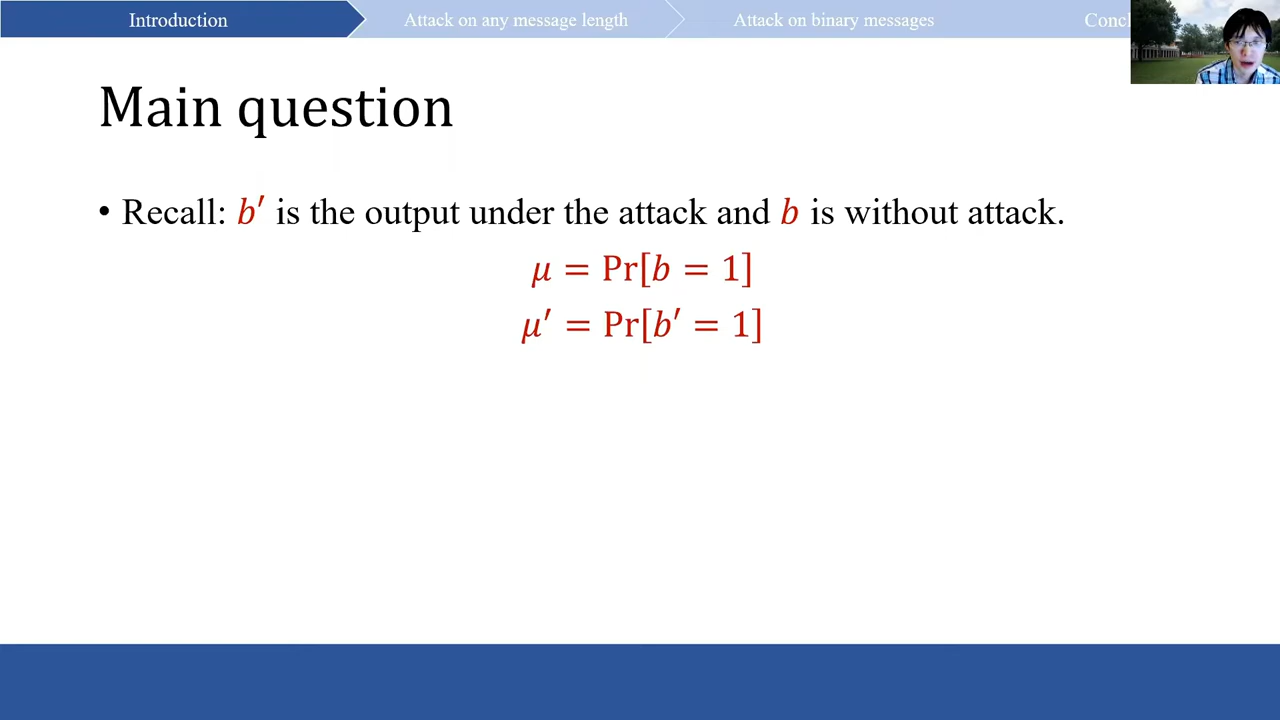 Introduction
Attack on any message length
Attack on binary messages
Main question
• Recall: b′ is the output under the attack and b is without attack.
μ = Pr[b = 1]
μ′ = Pr[b′ = 1]